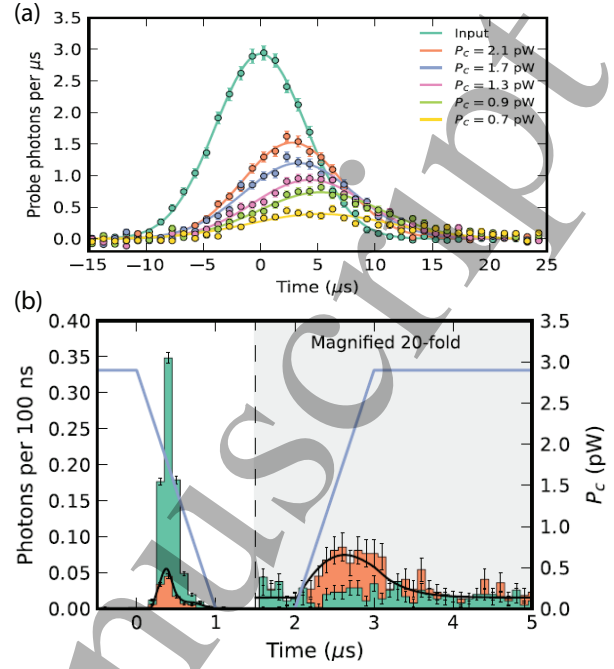 (a)
3.5
3.0
2.5
2.0
1.5
1.0
0.5
0.0
Probe photons per μs
Input
P_c = 2.1 pW
P_c = 1.7 pW
P_c = 1.3 pW
P_c = 0.9 pW
P_c = 0.7 pW
−15 −10 −5 0 5 10 15 20 25
Time (μs)
(b)
0.40
0.35
0.30
0.25
0.20
0.15
0.10
0.05
0.00
Photons per 100 ns
Magnified 20-fold
3.5
3.0
2.5
2.0
1.5
1.0
0.5
0.0
P_c (pW)
0 1 2 3 4 5
Time (μs)
nuscript